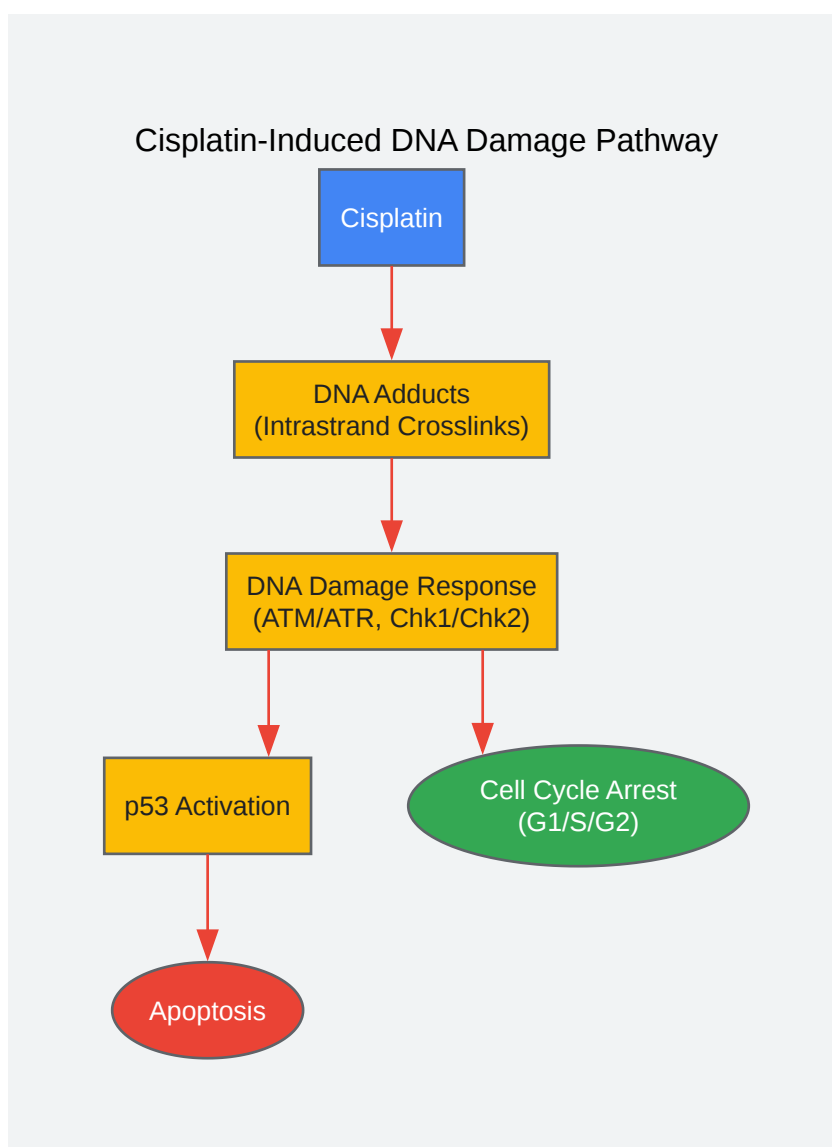 Cisplatin-Induced DNA Damage Pathway
Cisplatin
DNA Adducts
(Intrastrand Crosslinks)
DNA Damage Response
(ATM/ATR, Chk1/Chk2)
p53 Activation
Cell Cycle Arrest
(G1/S/G2)
Apoptosis